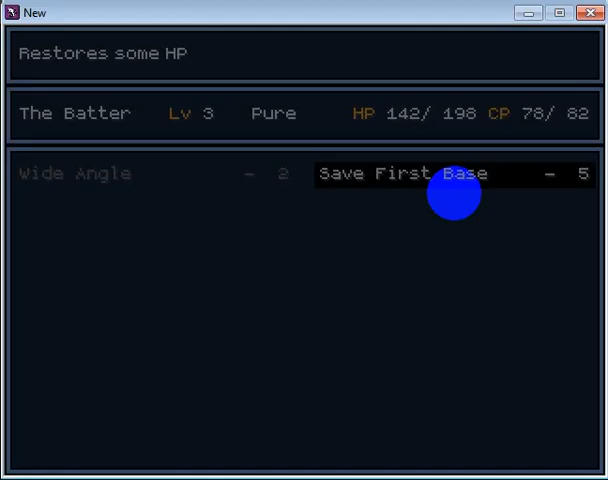 New
Restores some HP
The Batter Lv 3 Pure HP 142/ 198 CP 78/ 82
Wide Angle - 2 Save First Base - 5